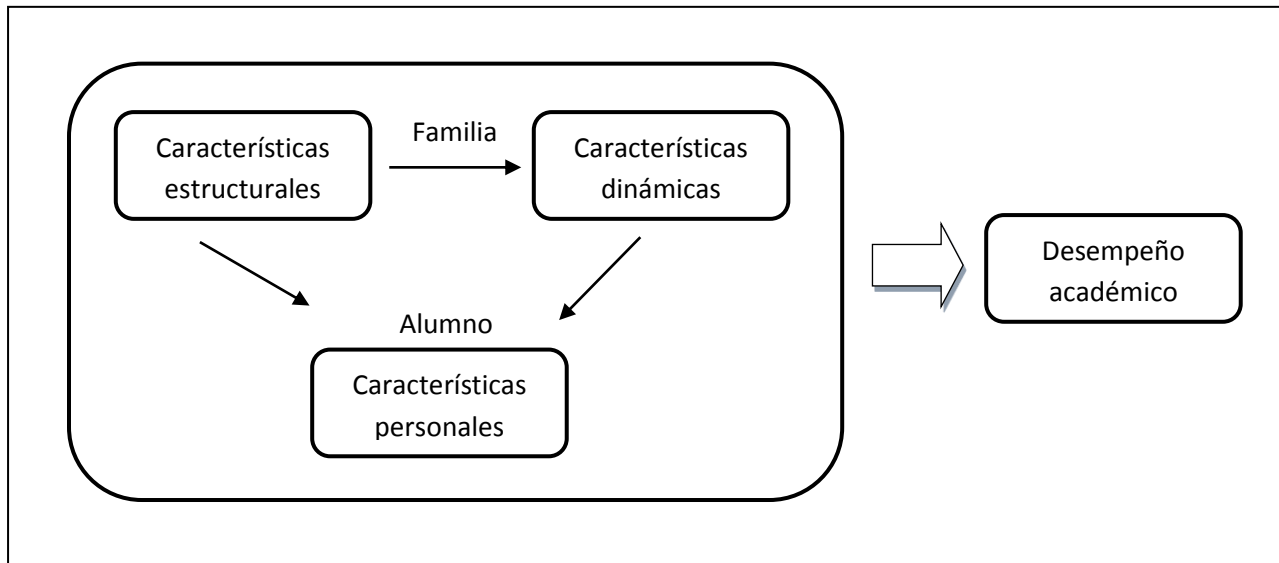 Familia
Características
estructurales
Características
dinámicas
Alumno
Características
personales
Desempeño
académico